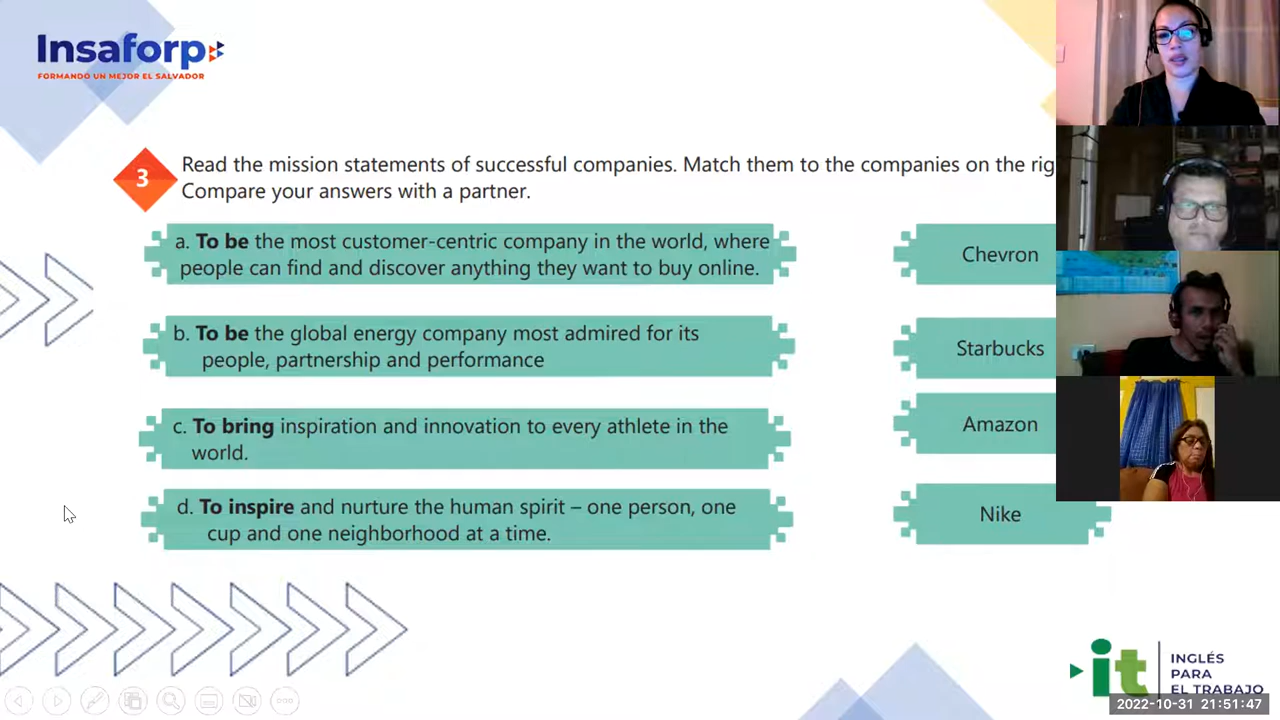 Insaforp
FORMANDO UN MEJOR EL SALVADOR
3
Read the mission statements of successful companies. Match them to the companies on the
Compare your answers with a partner.
a. To be the most customer-centric company in the world, where
people can find and discover anything they want to buy online.
Chevron
b. To be the global energy company most admired for its
people, partnership and performance
Starbucks
c. To bring inspiration and innovation to every athlete in the
world.
Amazon
d. To inspire and nurture the human spirit – one person, one
cup and one neighborhood at a time.
Nike
it
INGLÉS
PARA
EL TRABAJO
2022-10-31 21:51:47